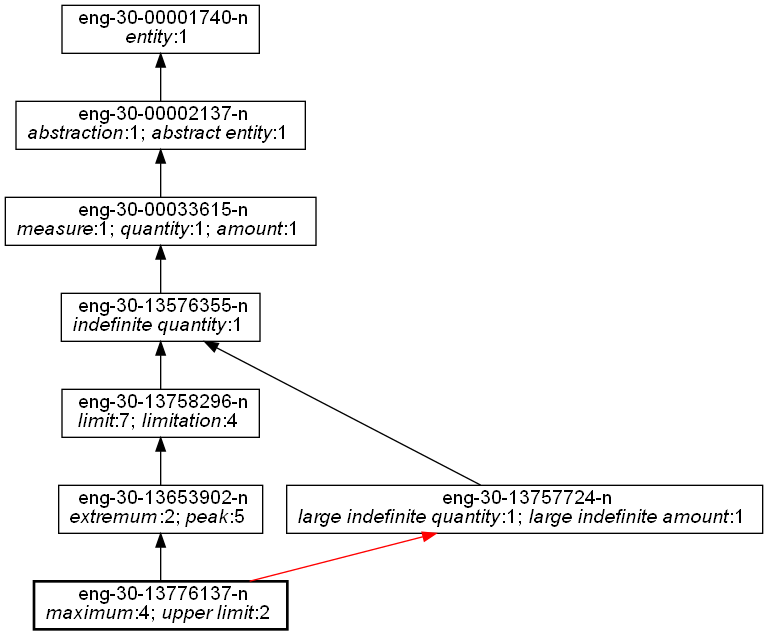 eng-30-00001740-n
entity:1
eng-30-00002137-n
abstraction:1; abstract entity:1
eng-30-00033615-n
measure:1; quantity:1; amount:1
eng-30-13576355-n
indefinite quantity:1
eng-30-13758296-n
limit:7; limitation:4
eng-30-13653902-n
extremum:2; peak:5
eng-30-13757724-n
large indefinite quantity:1; large indefinite amount:1
eng-30-13776137-n
maximum:4; upper limit:2